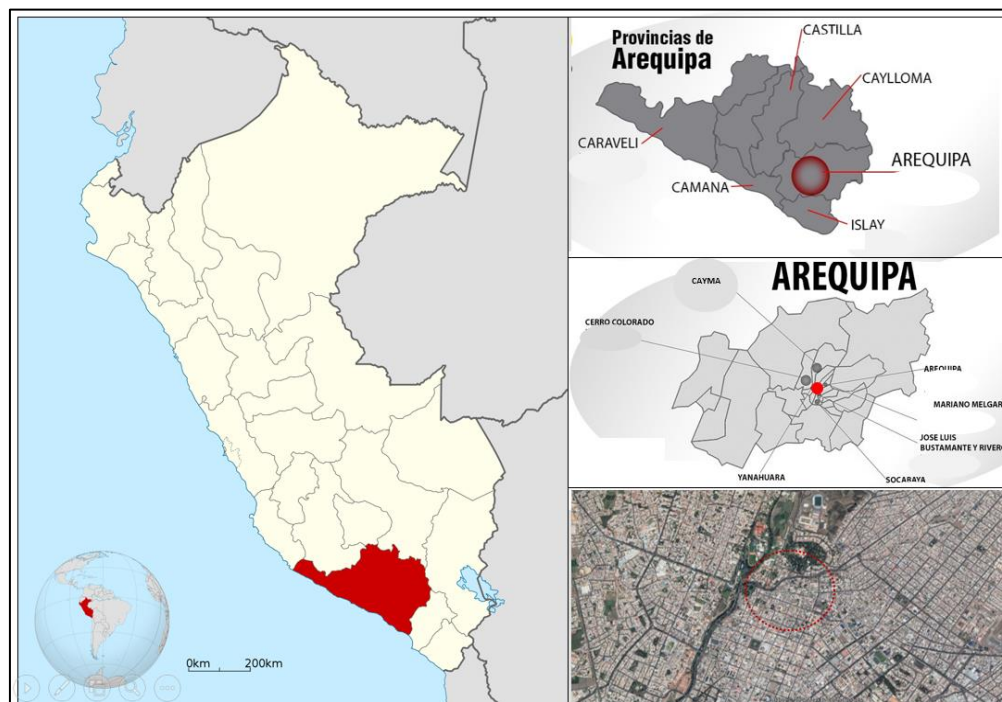 0km 200km
Provincias de
Arequipa
CASTILLA
CAYLLOMA
CARAVELI
AREQUIPA
CAMANA
ISLAY
AREQUIPA
CAYMA
CERRO COLORADO
AREQUIPA
MARIANO MELGAR
JOSE LUIS
BUSTAMANTE Y RIVERO
YANAHUARA
SOCARAYA